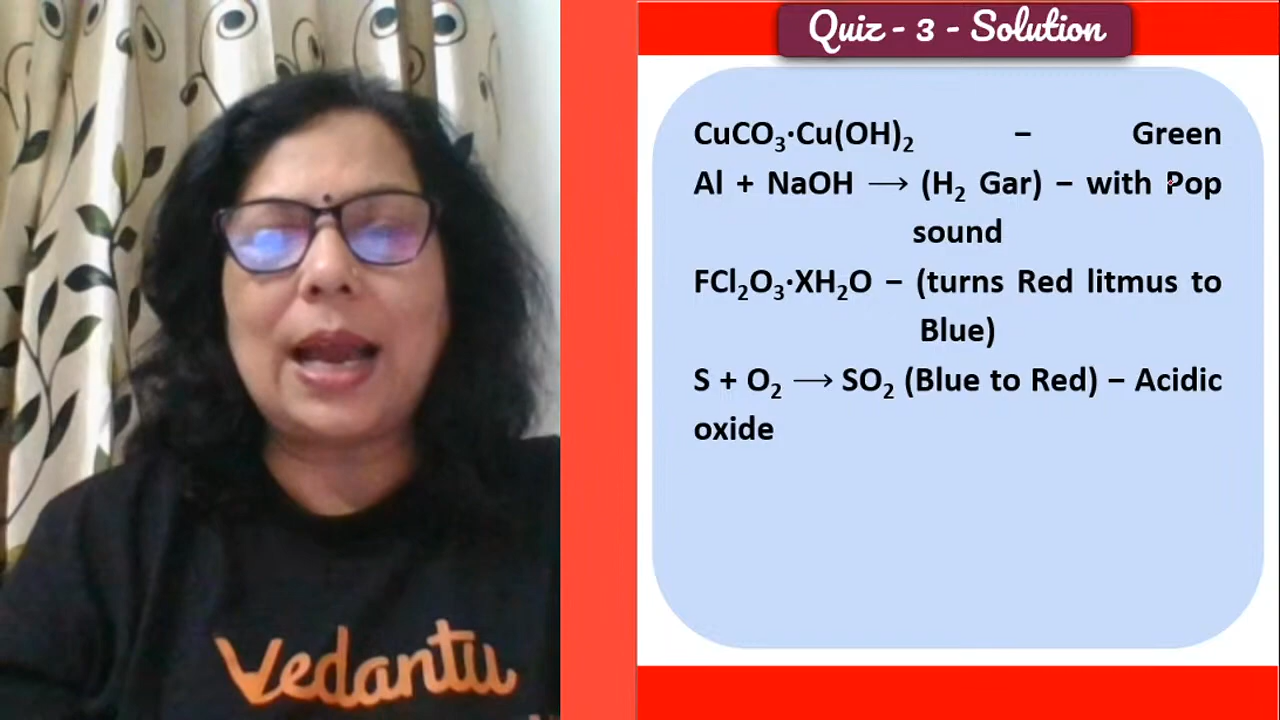 Quiz - 3 - Solution
CuCO₃·Cu(OH)₂ – Green
Al + NaOH ⟶ (H₂ Gar) – with Pop
sound
FCl₂O₃·XH₂O – (turns Red litmus to
Blue)
S + O₂ ⟶ SO₂ (Blue to Red) – Acidic
oxide
Vedantu